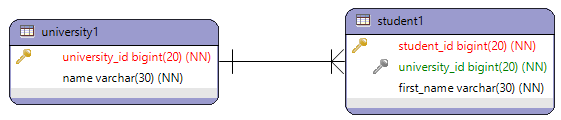 university1
university_id bigint(20) (NN)
name varchar(30) (NN)
student1
student_id bigint(20) (NN)
university_id bigint(20) (NN)
first_name varchar(30) (NN)